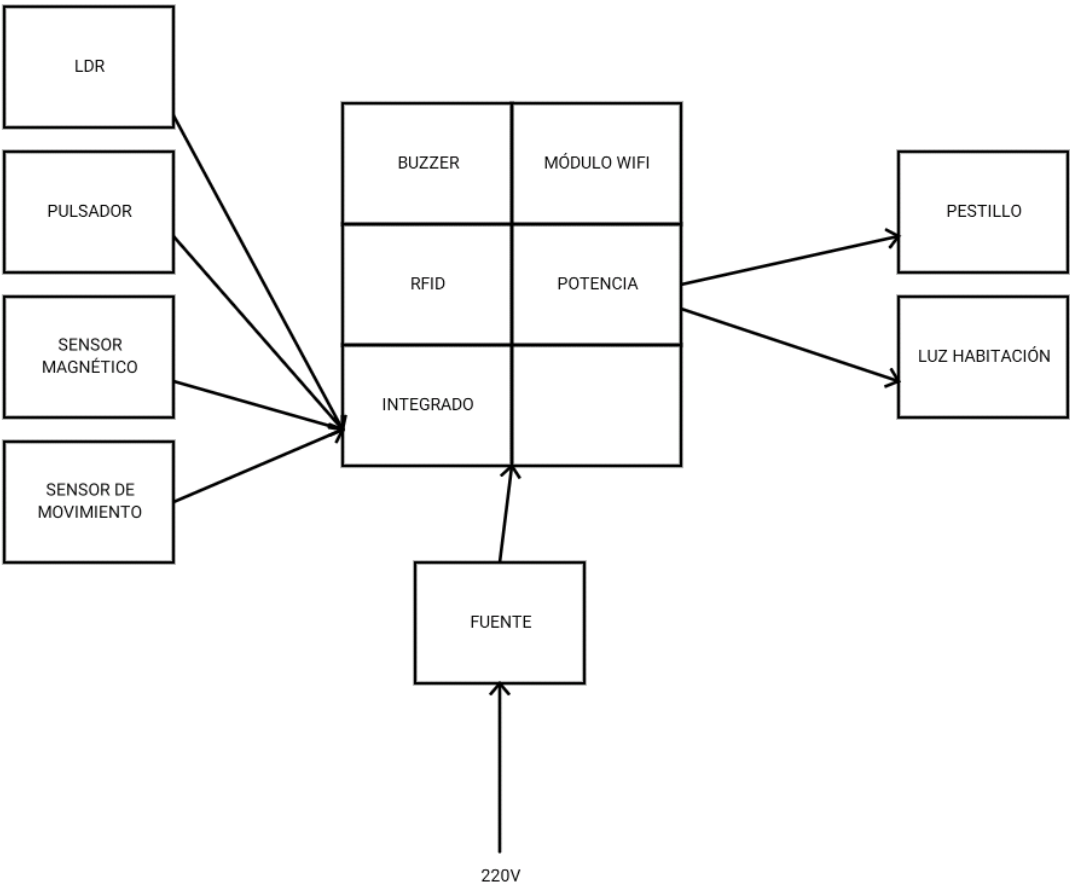 LDR
PULSADOR
SENSOR
MAGNÉTICO
SENSOR DE
MOVIMIENTO
BUZZER
MÓDULO WIFI
RFID
POTENCIA
INTEGRADO
PESTILLO
LUZ HABITACIÓN
FUENTE
220V